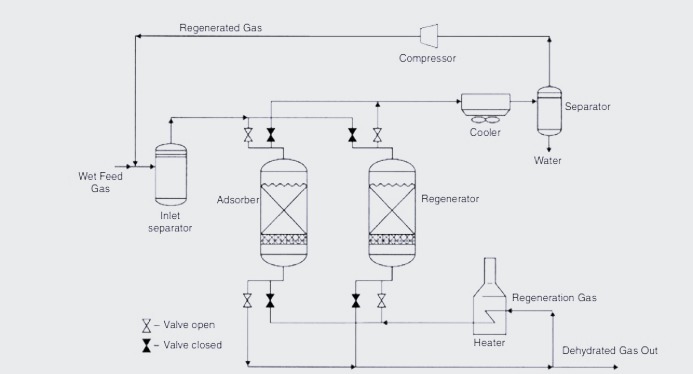 Regenerated Gas
Compressor
Separator
Cooler
Water
Wet Feed
Gas
Adsorber
Regenerator
Inlet
separator
Regeneration Gas
– Valve open
– Valve closed
Heater
Dehydrated Gas Out